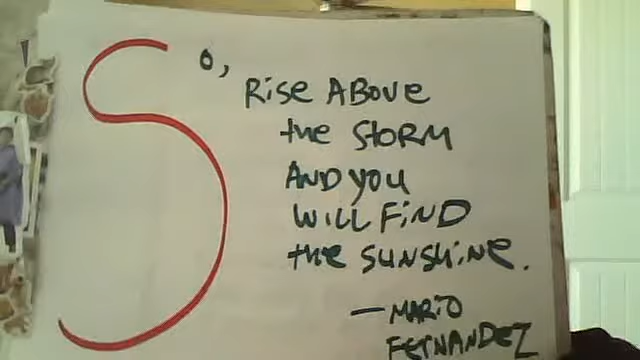 So, RiSE ABOVE
the STORM
AND YOU
WILL FiND
the SUNSHiNE.
— MARiO
FERNANDEZ